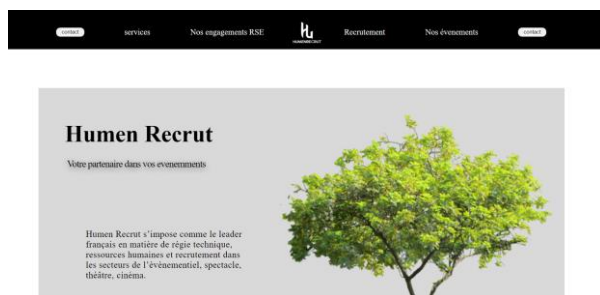 contact
services
Nos engagements RSE
HUMENRECRUT
Recrutement
Nos évenements
contact
Humen Recrut
Votre partenaire dans vos evenemments
Humen Recrut s’impose comme le leader
français en matière de régie technique,
ressources humaines et recrutement dans
les secteurs de l’évènementiel, spectacle,
théâtre, cinéma.